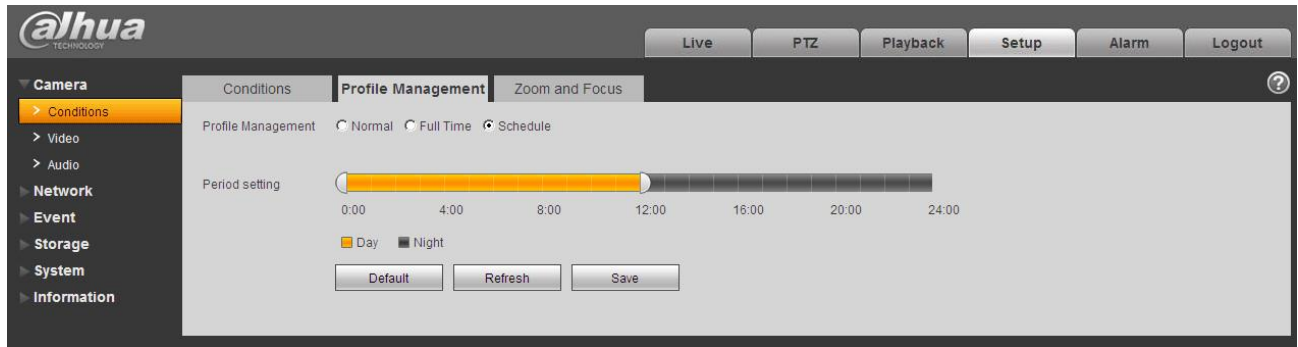 alhua
TECHNOLOGY
Live PTZ Playback Setup Alarm Logout
Camera
Conditions
Video
Audio
Network
Event
Storage
System
Information
Conditions Profile Management Zoom and Focus ?
Profile Management Normal Full Time Schedule
Period setting
0:00 4:00 8:00 12:00 16:00 20:00 24:00
Day Night
Default Refresh Save